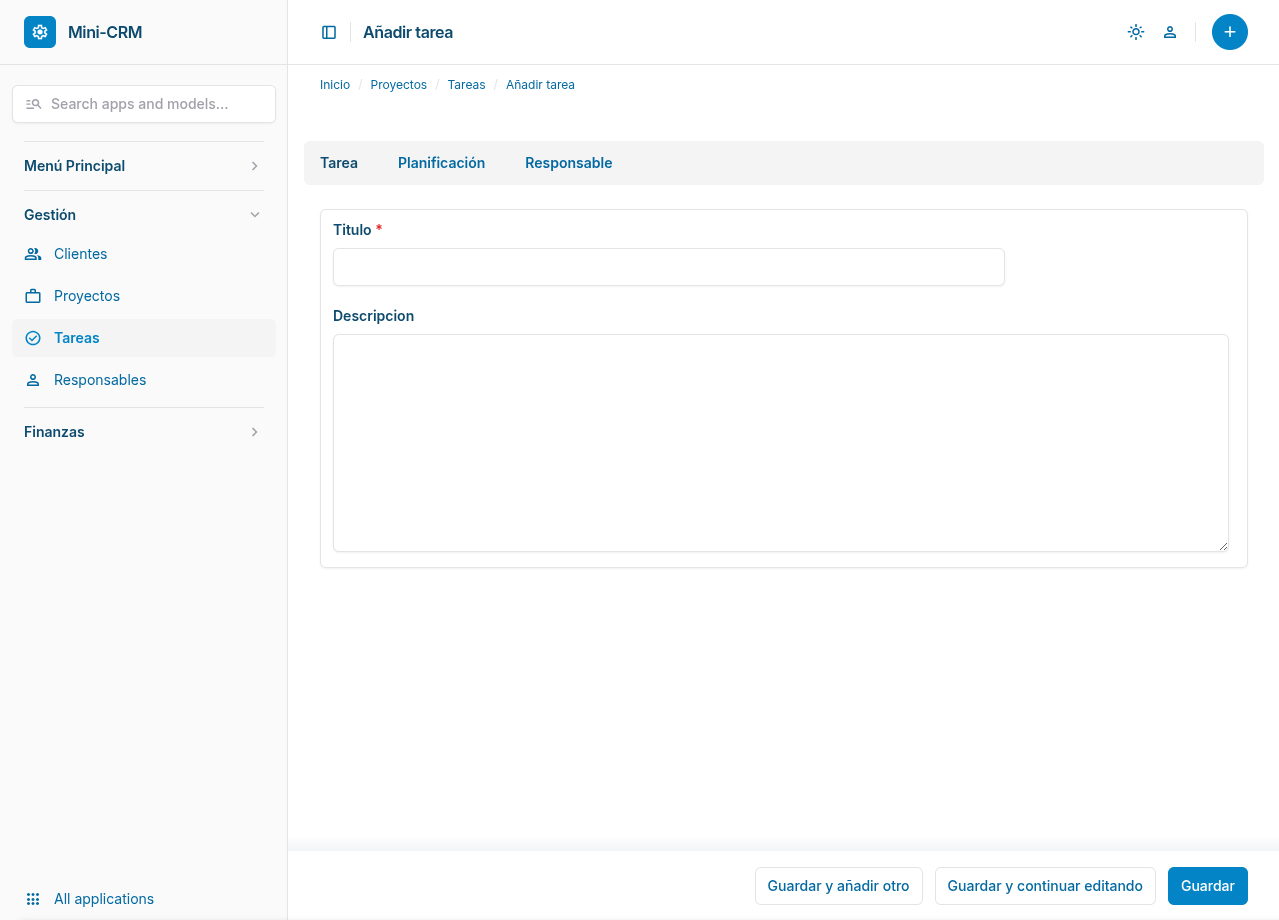 Mini-CRM
Añadir tarea
Search apps and models...
Menú Principal
Gestión
Clientes
Proyectos
Tareas
Responsables
Finanzas
All applications
Inicio / Proyectos / Tareas / Añadir tarea
Tarea Planificación Responsable
Titulo *
Descripcion
Guardar y añadir otro Guardar y continuar editando Guardar